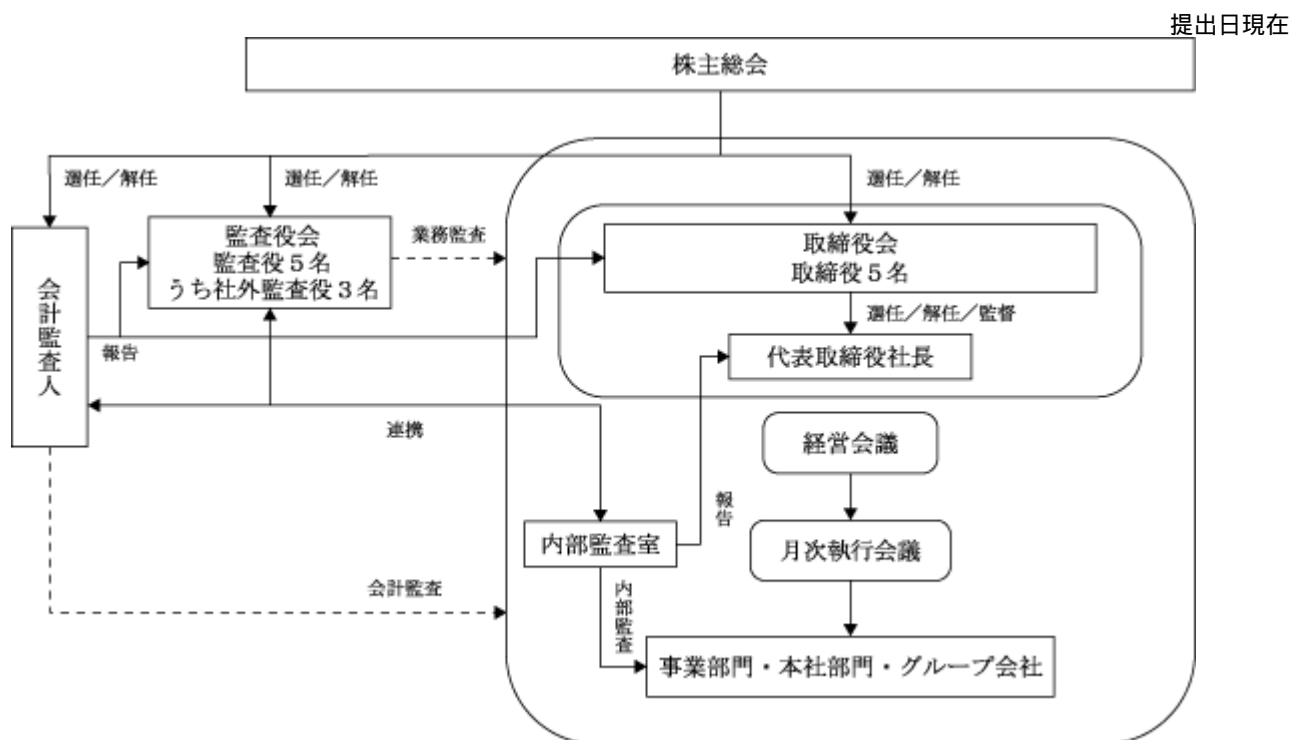 提出日現在
株主総会
選任／解任
選任／解任
選任／解任
監査役会
監査役５名
うち社外監査役３名
業務監査
取締役会
取締役５名
会計監査人
選任／解任／監督
報告
代表取締役社長
連携
経営会議
報告
内部監査室
月次執行会議
会計監査
内部監査
事業部門・本社部門・グループ会社